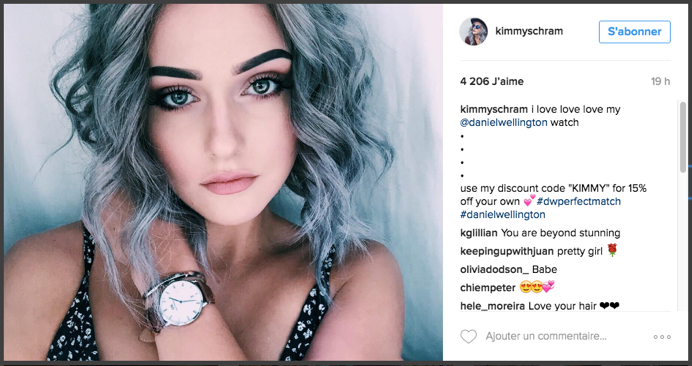 kimmyschram
S'abonner
4 206 J'aime
19 h
kimmyschram i love love love my
@danielwellington watch
•
•
•
•
use my discount code "KIMMY" for 15%
off your own 💕#dwperfectmatch
#danielwellington
kglillian You are beyond stunning
keepingupwithjuan pretty girl 🌹
oliviadodson_ Babe
chiempeter 😍😍💕
hele_moreira Love your hair ❤❤
Ajouter un commentaire...